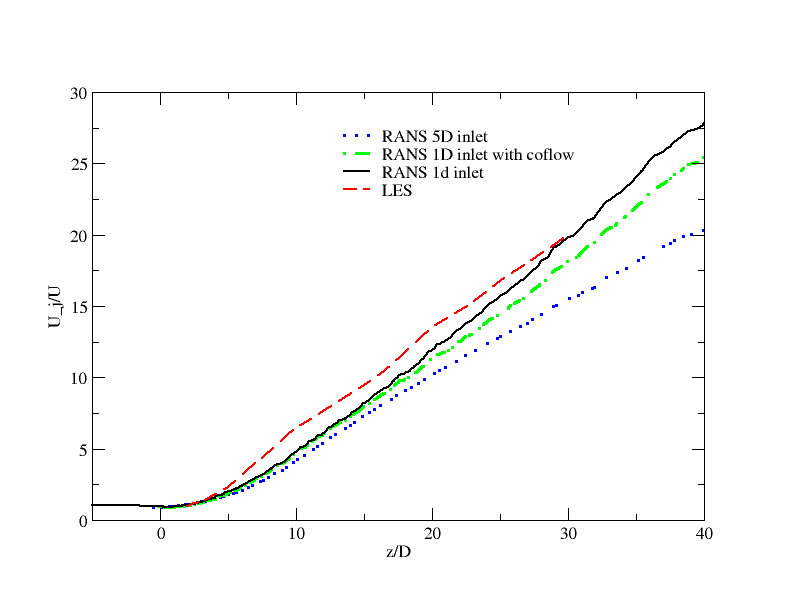 30
25
20
15
10
5
0
U_j/U
RANS 5D inlet
RANS 1D inlet with coflow
RANS 1d inlet
LES
0
10
20
30
40
z/D